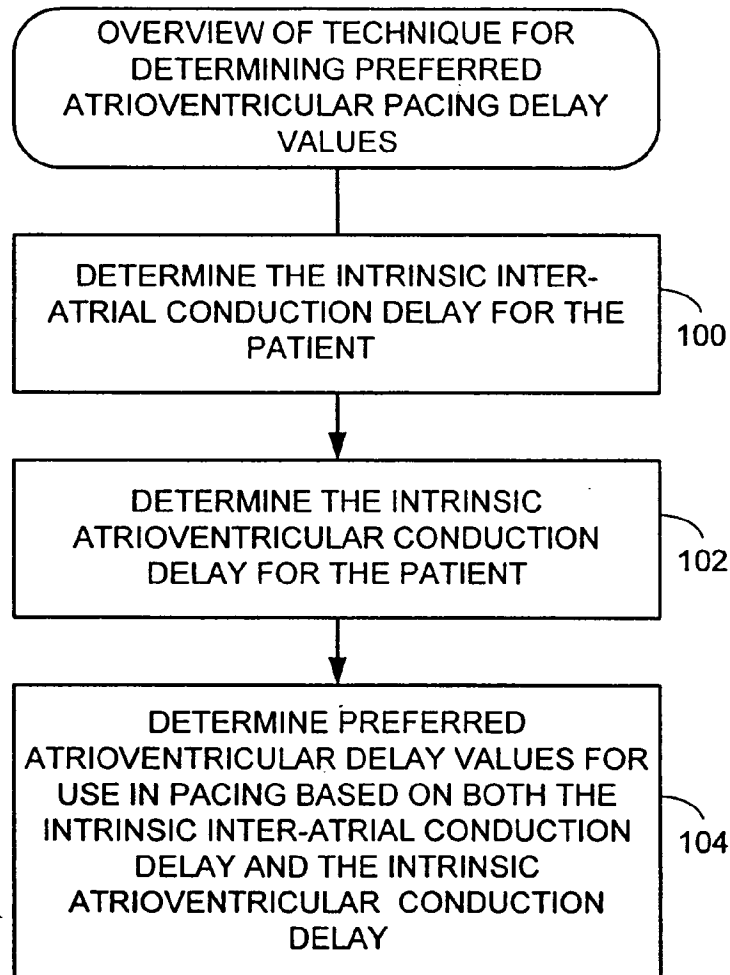 OVERVIEW OF TECHNIQUE FOR
DETERMINING PREFERRED
ATRIOVENTRICULAR PACING DELAY
VALUES
DETERMINE THE INTRINSIC INTER-
ATRIAL CONDUCTION DELAY FOR THE
PATIENT
100
DETERMINE THE INTRINSIC
ATRIOVENTRICULAR CONDUCTION
DELAY FOR THE PATIENT
102
DETERMINE PREFERRED
ATRIOVENTRICULAR DELAY VALUES FOR
USE IN PACING BASED ON BOTH THE
INTRINSIC INTER-ATRIAL CONDUCTION
DELAY AND THE INTRINSIC
ATRIOVENTRICULAR CONDUCTION
DELAY
104